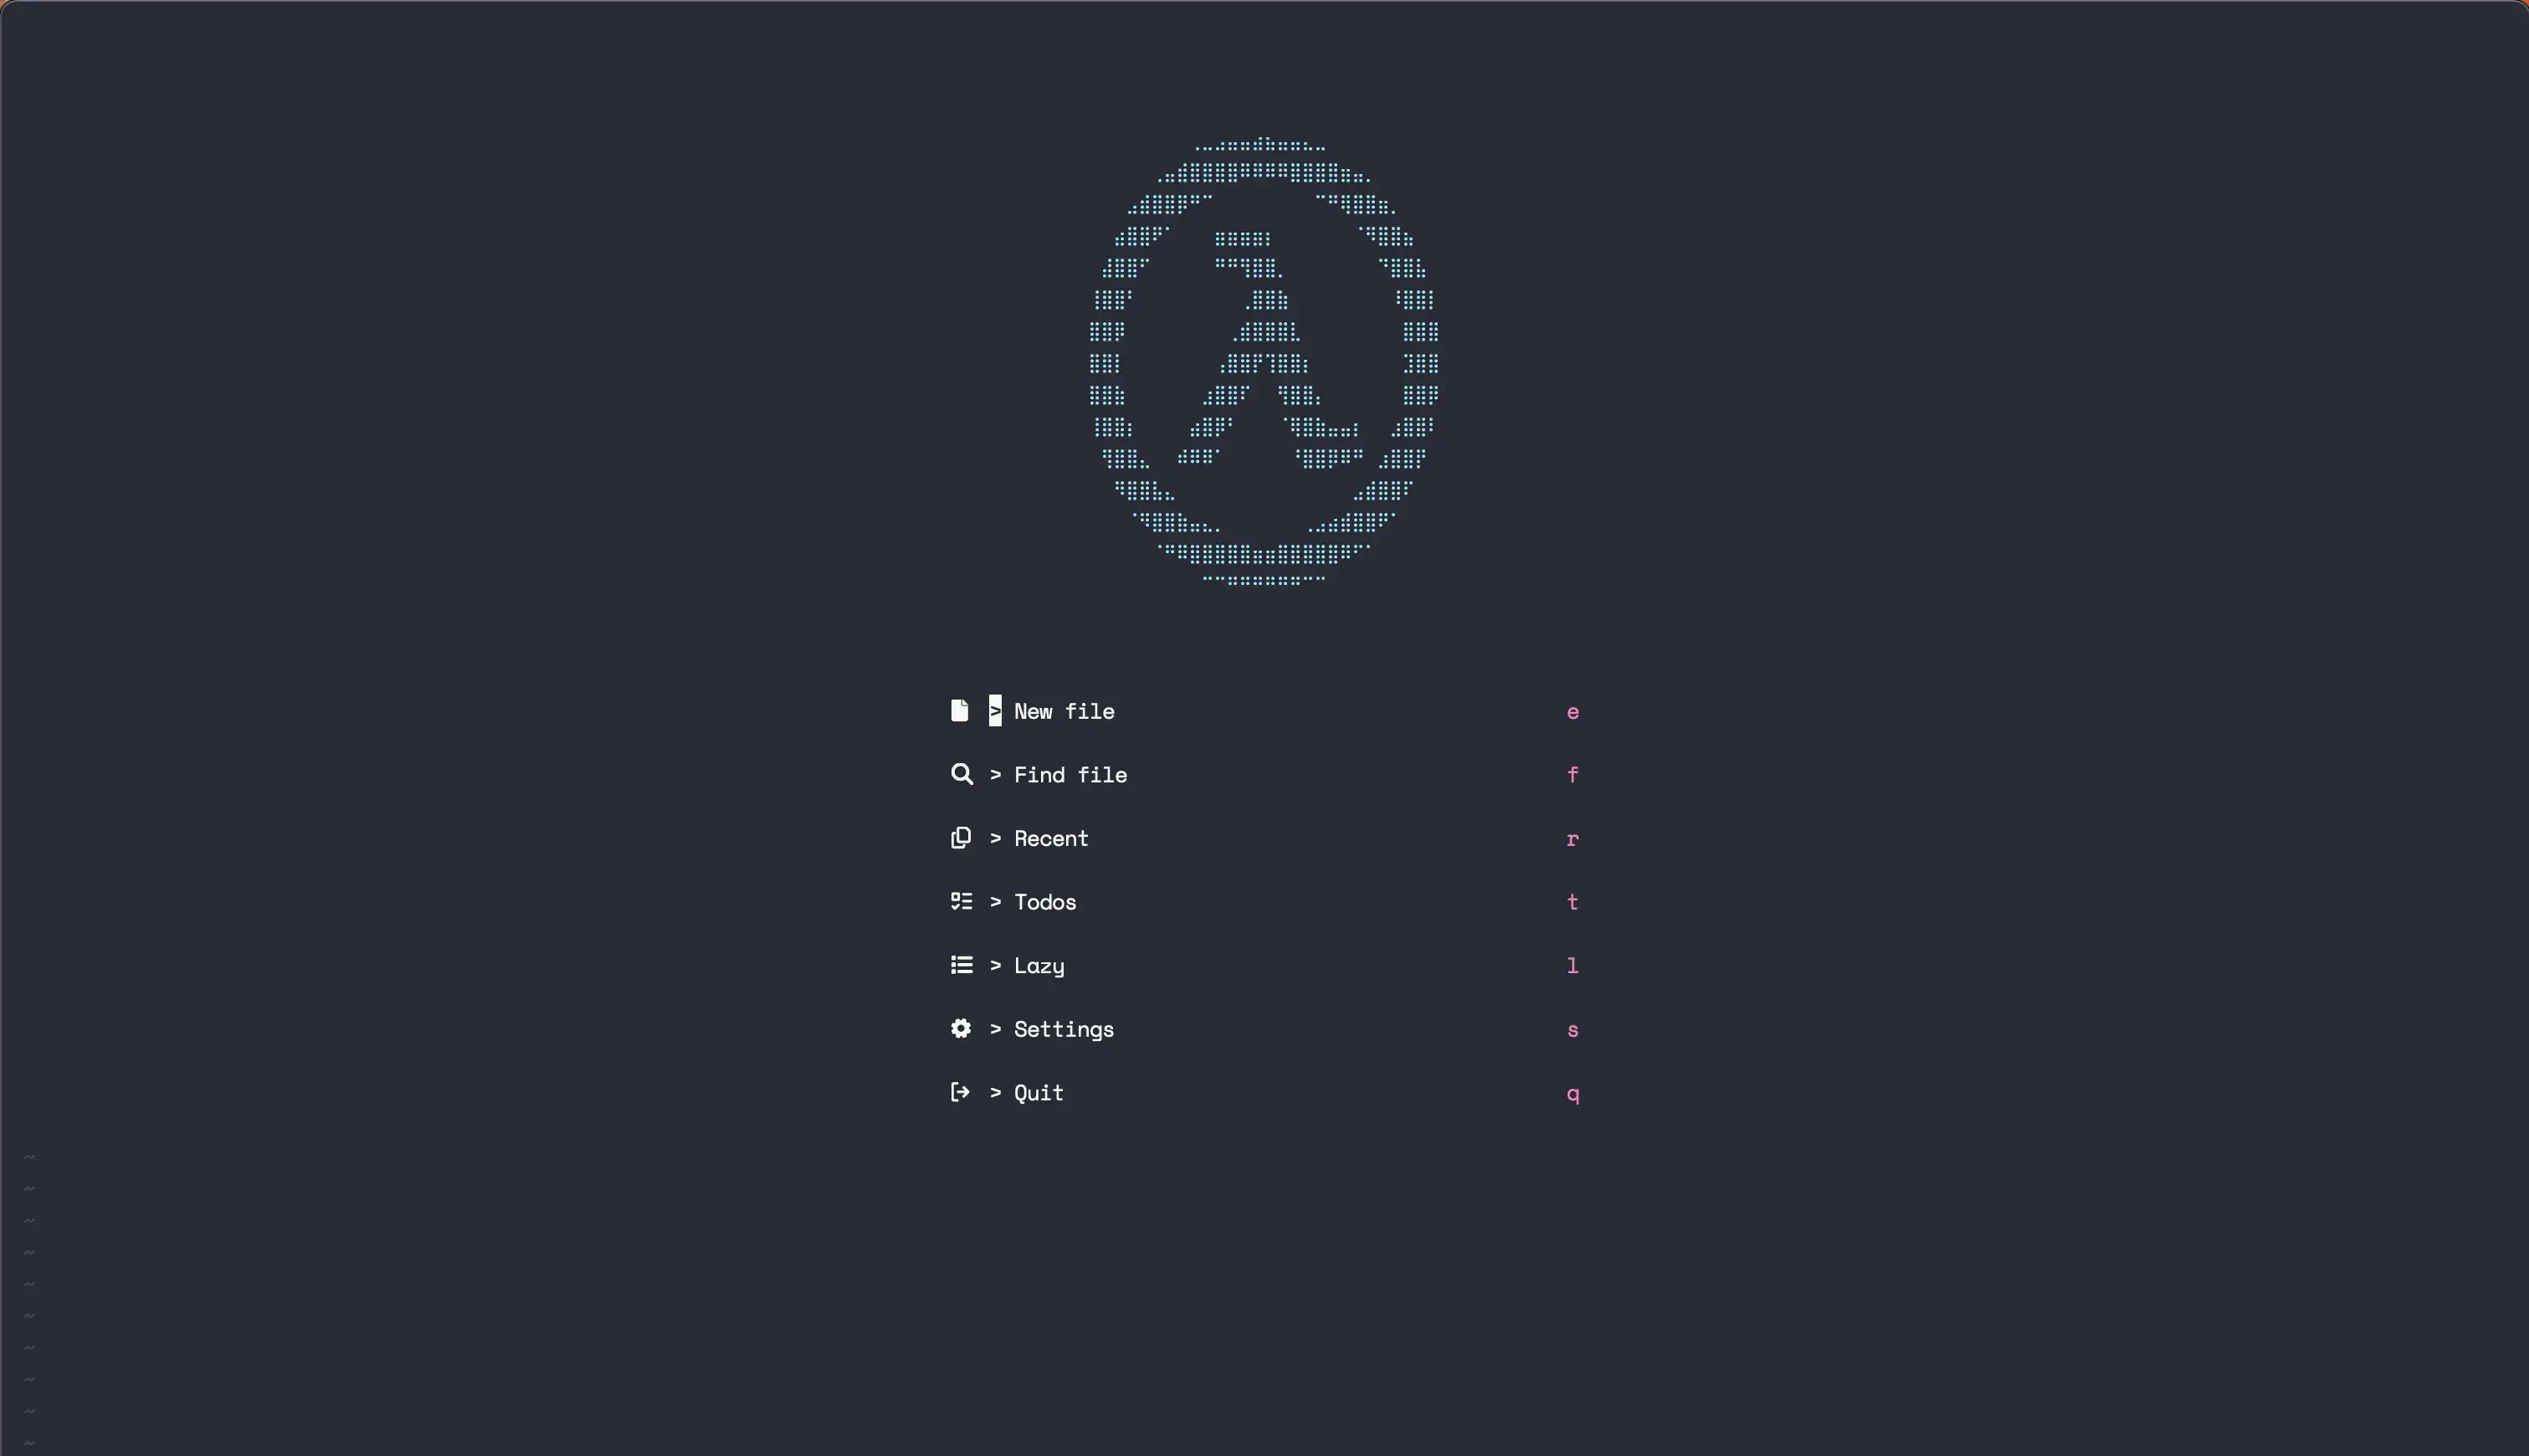 > New file e
> Find file f
> Recent r
> Todos t
> Lazy l
> Settings s
> Quit q
~
~
~
~
~
~
~
~
~
~